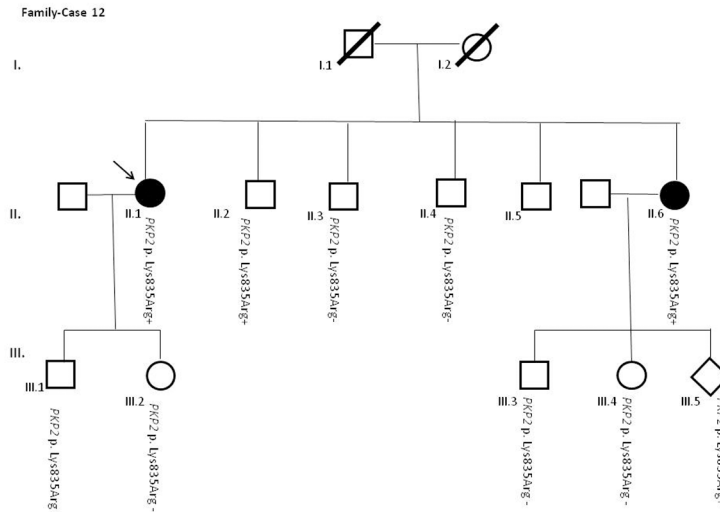 Family-Case 12
I.
I.1
I.2
II.
II.1
II.2
II.3
II.4
II.5
II.6
PKP2 p. Lys835Arg+
PKP2 p. Lys835Arg+
PKP2 p. Lys835Arg-
PKP2 p. Lys835Arg-
PKP2 p. Lys835Arg+
III.
III.1
III.2
III.3
III.4
III.5
PKP2 p. Lys835Arg
PKP2 p. Lys835Arg -
PKP2 p. Lys835Arg -
PKP2 p. Lys835Arg -